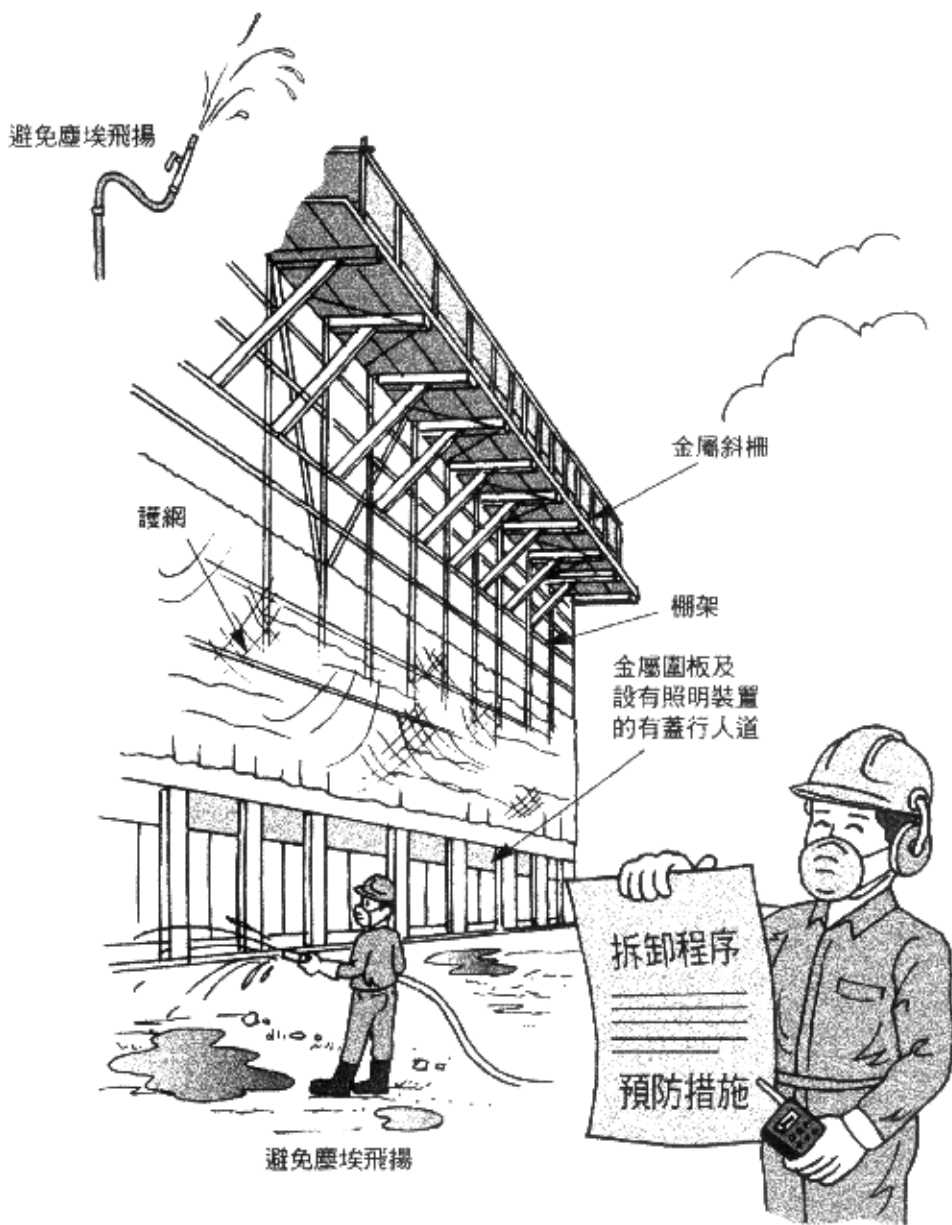 避免塵埃飛揚
金屬斜柵
護網
棚架
金屬圍板及
設有照明裝置
的有蓋行人道
拆卸程序
預防措施
避免塵埃飛揚